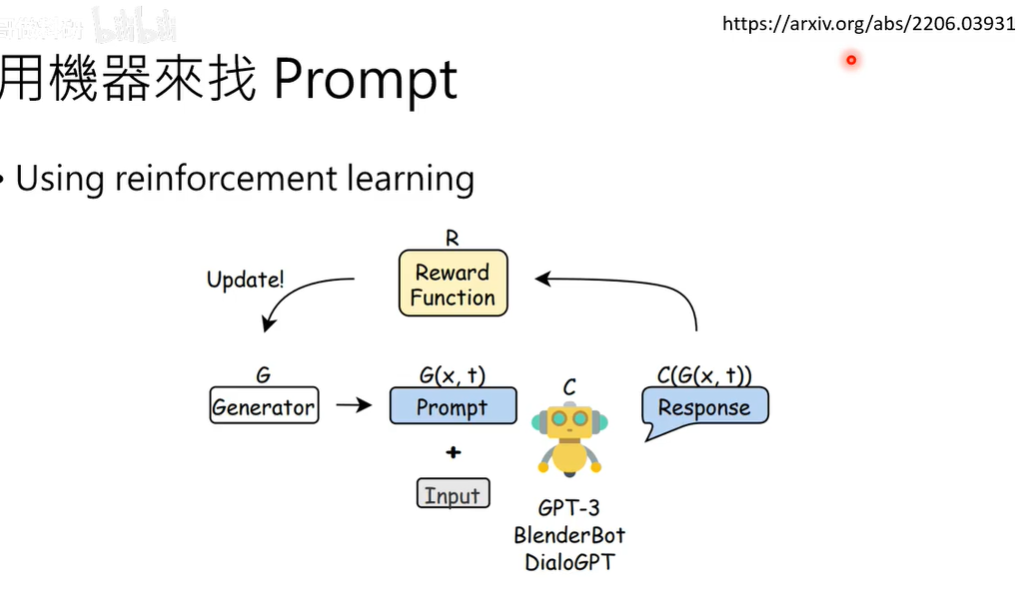 https://arxiv.org/abs/2206.03931
用機器來找 Prompt
• Using reinforcement learning
R
Reward
Function
Update!
G
Generator
G(x, t)
Prompt
+
Input
C
GPT-3
BlenderBot
DialoGPT
C(G(x, t))
Response